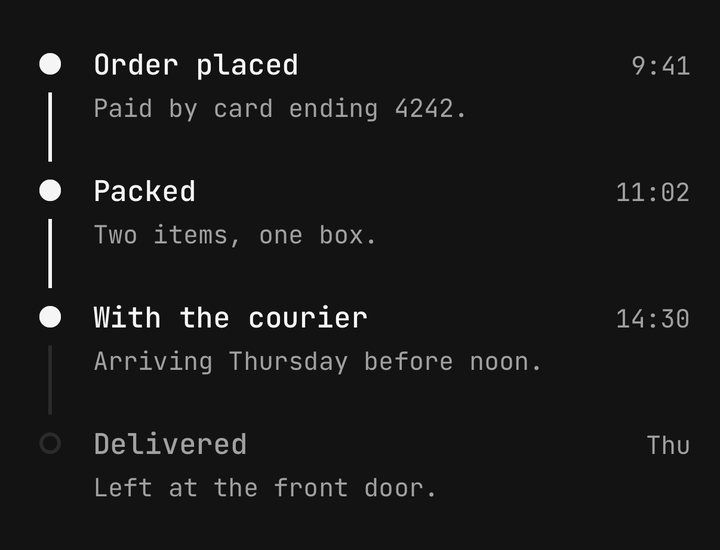 Order placed 9:41
Paid by card ending 4242.
Packed 11:02
Two items, one box.
With the courier 14:30
Arriving Thursday before noon.
Delivered Thu
Left at the front door.